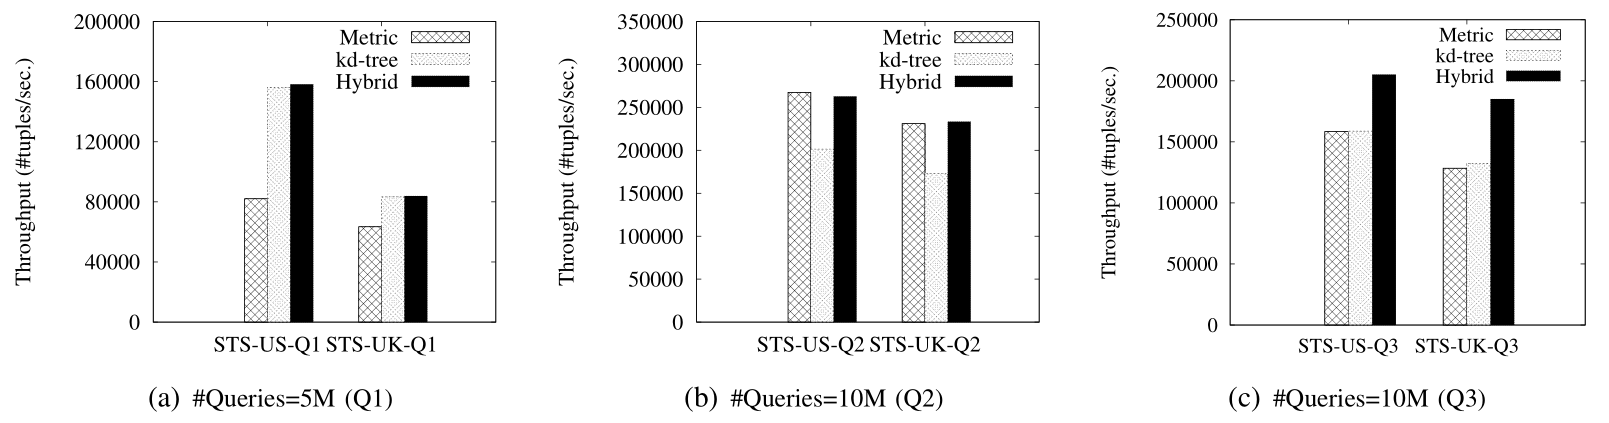 Throughput (#tuples/sec.)
200000
160000
120000
80000
40000
0
Metric
kd-tree
Hybrid
STS-US-Q1 STS-UK-Q1
(a) #Queries=5M (Q1)
Throughput (#tuples/sec.)
350000
300000
250000
200000
150000
100000
50000
0
Metric
kd-tree
Hybrid
STS-US-Q2 STS-UK-Q2
(b) #Queries=10M (Q2)
Throughput (#tuples/sec.)
250000
200000
150000
100000
50000
0
Metric
kd-tree
Hybrid
STS-US-Q3 STS-UK-Q3
(c) #Queries=10M (Q3)